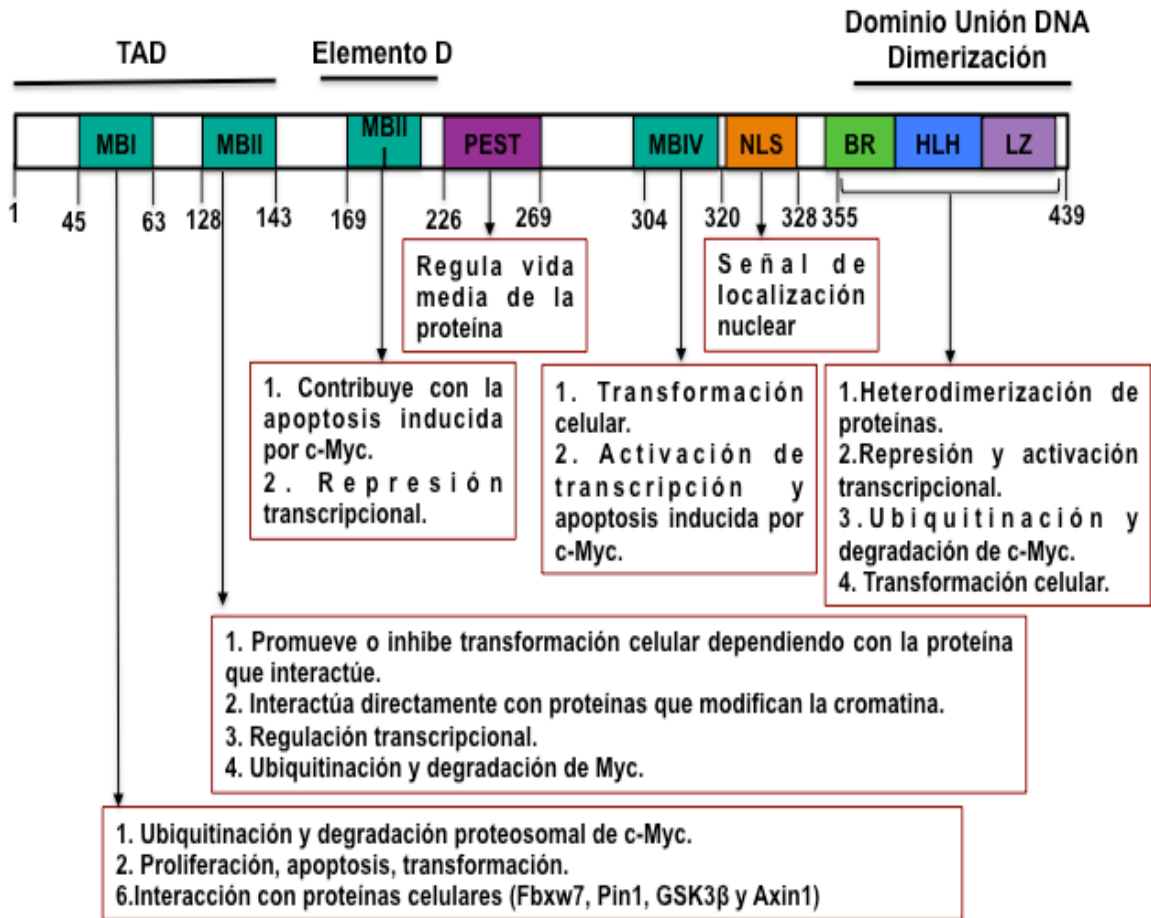 TAD
Elemento D
Dominio Unión DNA
Dimerización
MBI
MBII
MBII
I
PEST
MBIV
NLS
BR
HLH
LZ
1
45
63
128
143
169
226
269
304
320
328
355
439
Regula vida
media de la
proteína
Señal de
localización
nuclear
1. Contribuye con la
apoptosis inducida
por c-Myc.
2. Represión
transcripcional.
1. Transformación
celular.
2. Activación de
transcripción y
apoptosis inducida por
c-Myc.
1.Heterodimerización de
proteínas.
2.Represión y activación
transcripcional.
3.Ubiquitinación y
degradación de c-Myc.
4. Transformación celular.
1. Promueve o inhibe transformación celular dependiendo con la proteína
que interactúe.
2. Interactúa directamente con proteínas que modifican la cromatina.
3. Regulación transcripcional.
4. Ubiquitinación y degradación de Myc.
1. Ubiquitinación y degradación proteosomal de c-Myc.
2. Proliferación, apoptosis, transformación.
6.Interacción con proteínas celulares (Fbxw7, Pin1, GSK3β y Axin1)